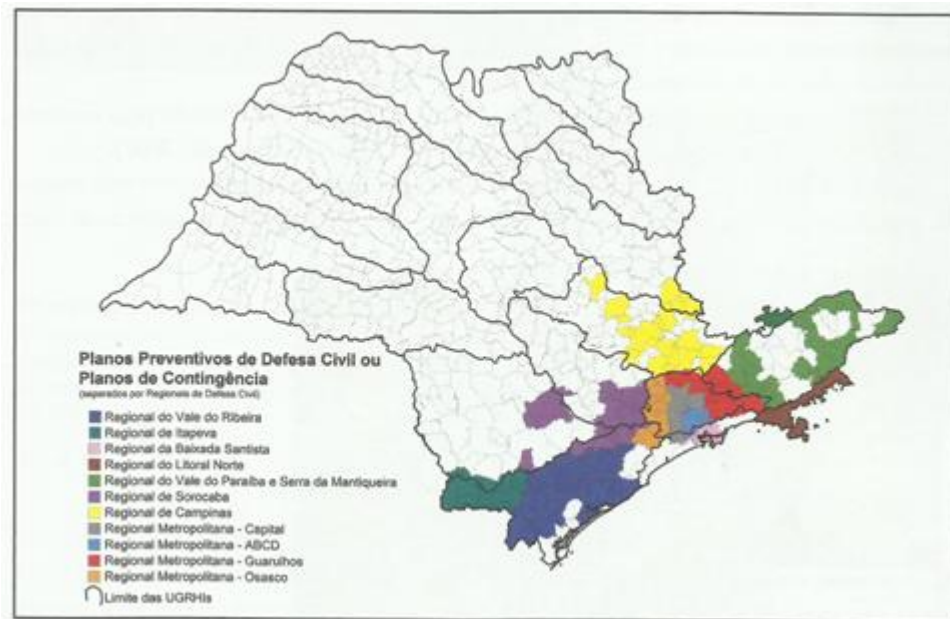 Planos Preventivos de Defesa Civil ou
Planos de Contingência
(separados por Regionais da Defesa Civil)
Regional do Vale do Ribeira
Regional de Itapeva
Regional da Baixada Santista
Regional do Litoral Norte
Regional do Vale do Paraíba e Serra da Mantiqueira
Regional de Sorocaba
Regional de Campinas
Regional Metropolitana - Capital
Regional Metropolitana - ABCD
Regional Metropolitana - Guarulhos
Regional Metropolitana - Osasco
Limite das UGRHIs